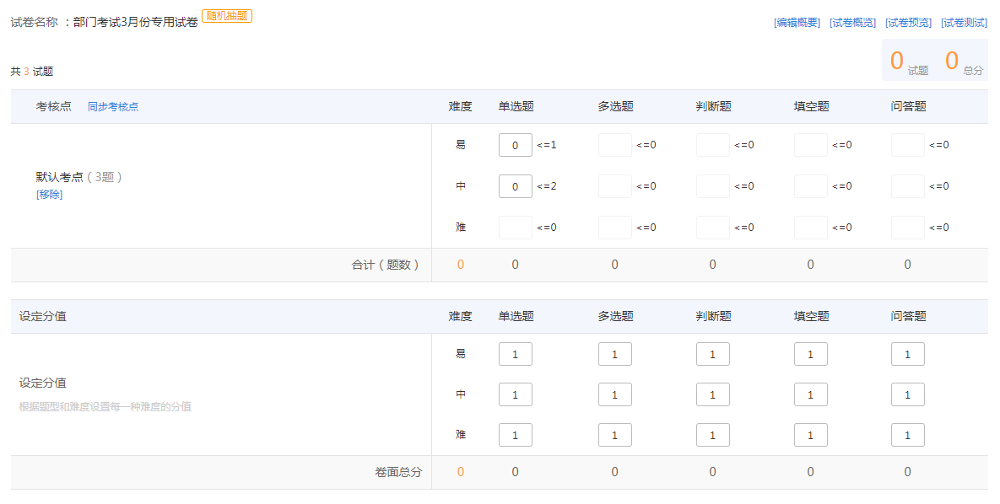 试卷名称 ：部门考试3月份专用试卷 随机抽题 [编辑概要] [试卷概览] [试卷预览] [试卷测试]
共 3 试题 0 试题 0 总分
考核点 同步考核点 难度 单选题 多选题 判断题 填空题 问答题
易 0 <=1 <=0 <=0 <=0 <=0
默认考点（3题）
[移除]
中 0 <=2 <=0 <=0 <=0 <=0
难 <=0 <=0 <=0 <=0 <=0
合计（题数） 0 0 0 0 0 0
设定分值 难度 单选题 多选题 判断题 填空题 问答题
易 1 1 1 1 1
设定分值
中 1 1 1 1 1
根据题型和难度设置每一种难度的分值
难 1 1 1 1 1
卷面总分 0 0 0 0 0 0